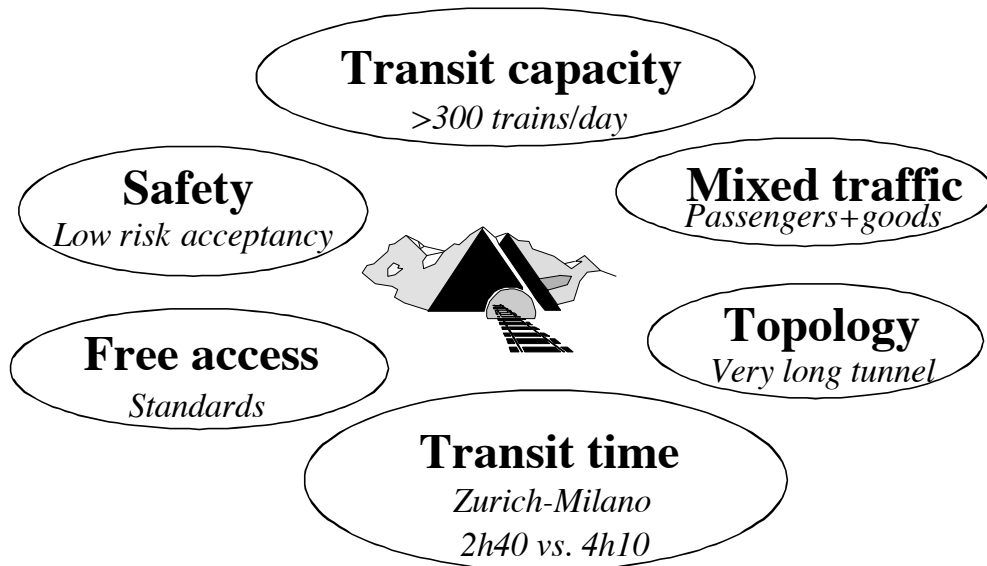 Transit capacity
>300 trains/day
Safety
Low risk acceptancy
Mixed traffic
Passengers+goods
Free access
Standards
Topology
Very long tunnel
Transit time
Zurich-Milano
2h40 vs. 4h10